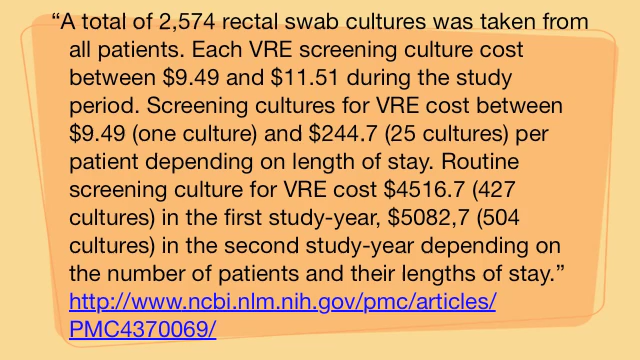 “A total of 2,574 rectal swab cultures was taken from
all patients. Each VRE screening culture cost
between $9.49 and $11.51 during the study
period. Screening cultures for VRE cost between
$9.49 (one culture) and $244.7 (25 cultures) per
patient depending on length of stay. Routine
screening culture for VRE cost $4516.7 (427
cultures) in the first study-year, $5082,7 (504
cultures) in the second study-year depending on
the number of patients and their lengths of stay.”
http://www.ncbi.nlm.nih.gov/pmc/articles/
PMC4370069/